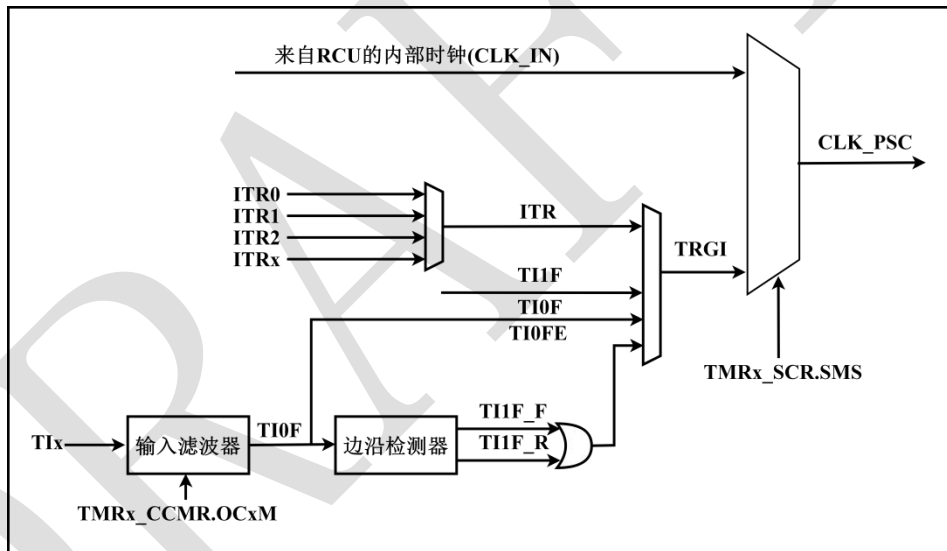 来自RCU的内部时钟(CLK_IN)
CLK_PSC
ITR0
ITR1
ITR2
ITRx
ITR
TRGI
TI1F
TI0F
TI0FE
TMRx_SCR.SMS
TIx
输入滤波器
TI0F
边沿检测器
TI1F_F
TI1F_R
TMRx_CCMR.OCxM